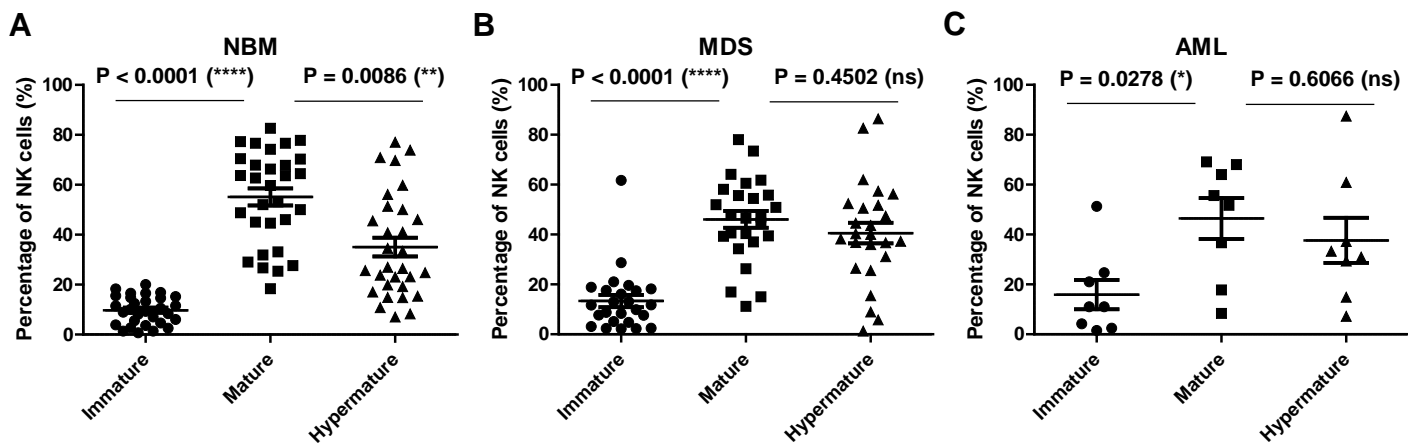 A
NBM
P < 0.0001 (****)
P = 0.0086 (**)
Percentage of NK cells (%)
100
80
60
40
20
0
Immature
Mature
Hypermature
B
MDS
P < 0.0001 (****)
P = 0.4502 (ns)
Percentage of NK cells (%)
100
80
60
40
20
0
Immature
Mature
Hypermature
C
AML
P = 0.0278 (*)
P = 0.6066 (ns)
Percentage of NK cells (%)
100
80
60
40
20
0
Immature
Mature
Hypermature